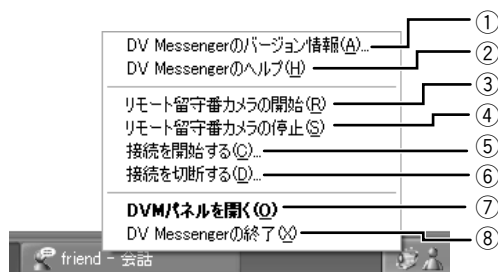 DV Messengerのバージョン情報(A)... ①
DV Messengerのヘルプ(H) ②
リモート留守番カメラの開始(R) ③
リモート留守番カメラの停止(S) ④
接続を開始する(C)... ⑤
接続を切断する(D)... ⑥
DVMパネルを開く(O) ⑦
DV Messengerの終了(X) ⑧
friend - 会話